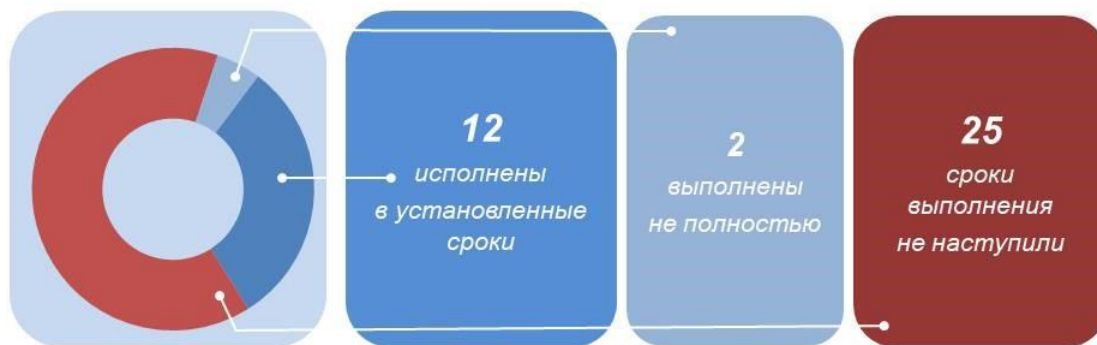 12
исполнены
в установленные
сроки
2
выполнены
не полностью
25
сроки
выполнения
не наступили